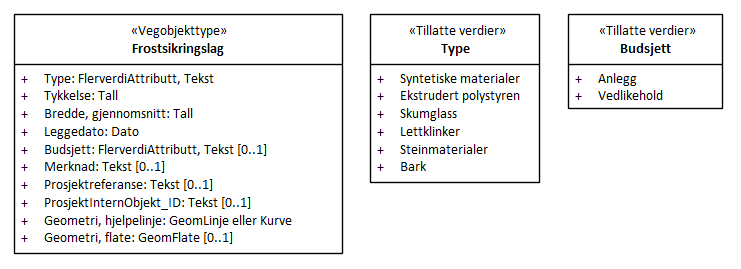 «Vegobjekttype»
Frostsikringslag
+ Type: FlerverdiAttributt, Tekst
+ Tykkelse: Tall
+ Bredde, gjennomsnitt: Tall
+ Leggedato: Dato
+ Budsjett: FlerverdiAttributt, Tekst [0..1]
+ Merknad: Tekst [0..1]
+ Prosjektreferanse: Tekst [0..1]
+ ProsjektInternObjekt_ID: Tekst [0..1]
+ Geometri, hjelpelinje: GeomLinje eller Kurve
+ Geometri, flate: GeomFlate [0..1]
«Tillatte verdier»
Type
+ Syntetiske materialer
+ Ekstrudert polystyren
+ Skumglass
+ Lettklinker
+ Steinmaterialer
+ Bark
«Tillatte verdier»
Budsjett
+ Anlegg
+ Vedlikehold